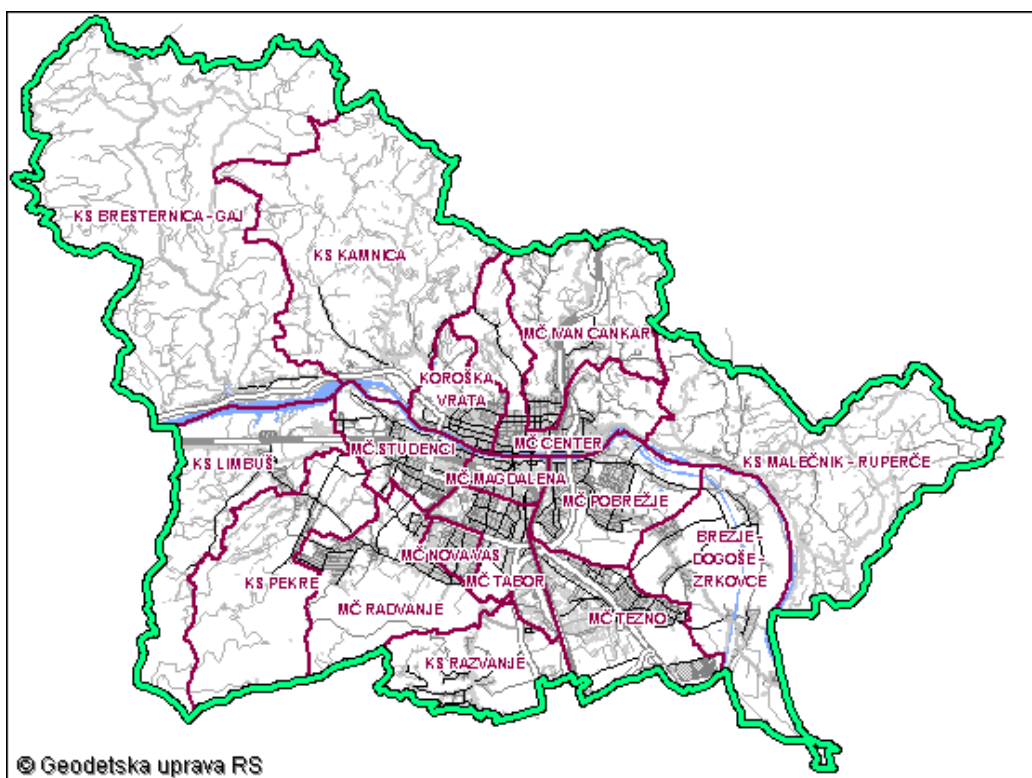 KS BRESTERNICA - GAJ
KS KAMNICA
MČ IVAN CANKAR
KOROŠKA
VRATA
MČ CENTER
MČ STUDENCI
KS LIMBUŠ
KS MALEČNIK - RUPERČE
MČ MAGDALENA
MČ POBREŽJE
BREZJE -
DOGOŠE -
ZRKOVCE
MČ NOVA VAS
KS PEKRE
MČ TABOR
MČ RADVANJE
MČ TEZNO
KS RAZVANJE
© Geodetska uprava RS